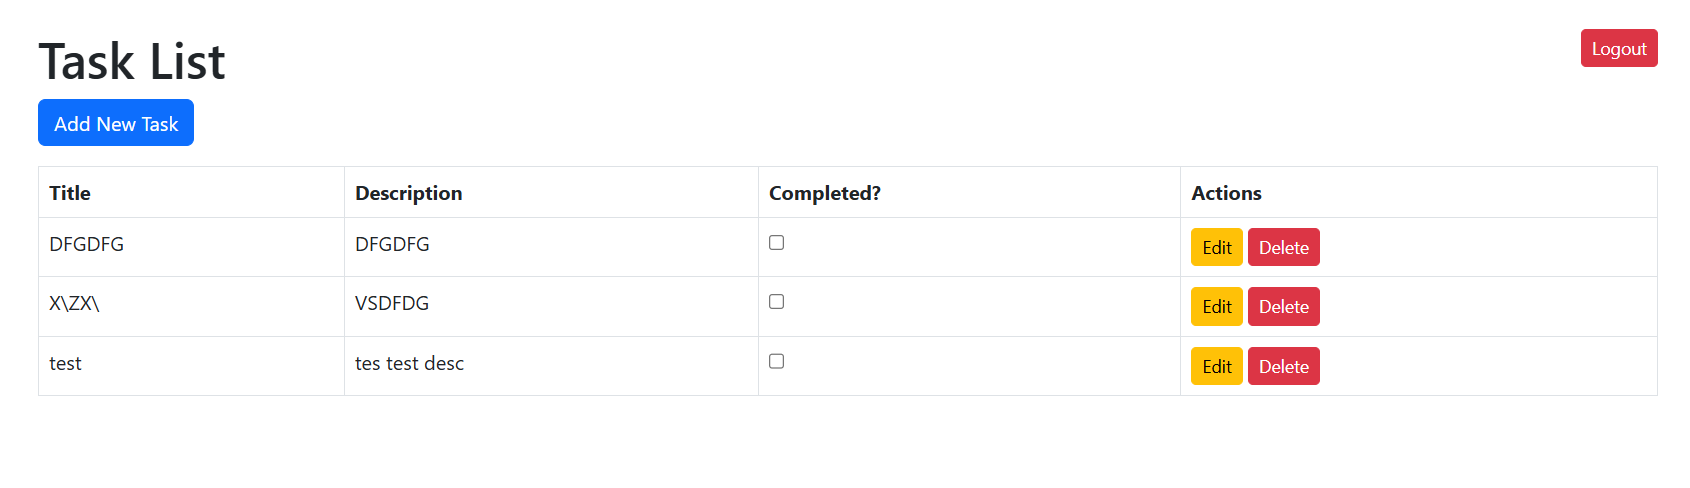 Task List
Logout
Add New Task
Title Description Completed? Actions
DFGDFG DFGDFG Edit Delete
X\ZX\ VSDFDG Edit Delete
test tes test desc Edit Delete